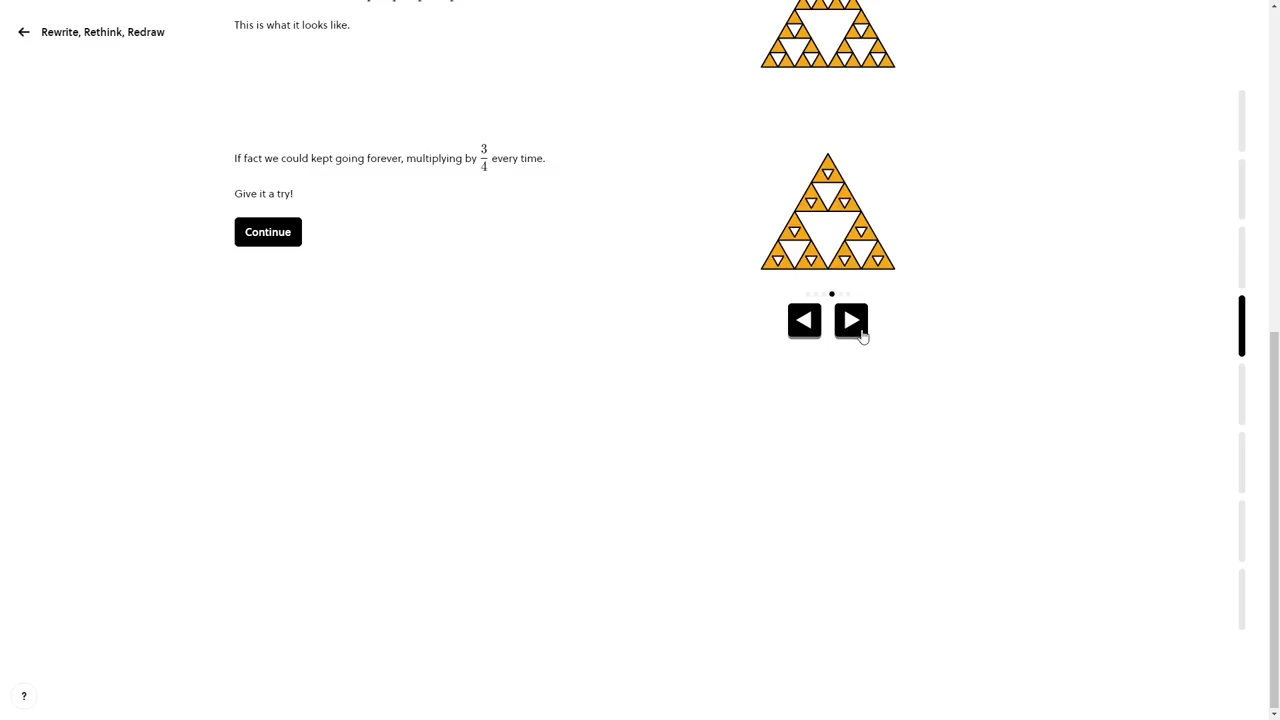 Rewrite, Rethink, Redraw
This is what it looks like.
If fact we could kept going forever, multiplying by 3/4 every time.
Give it a try!
Continue
?